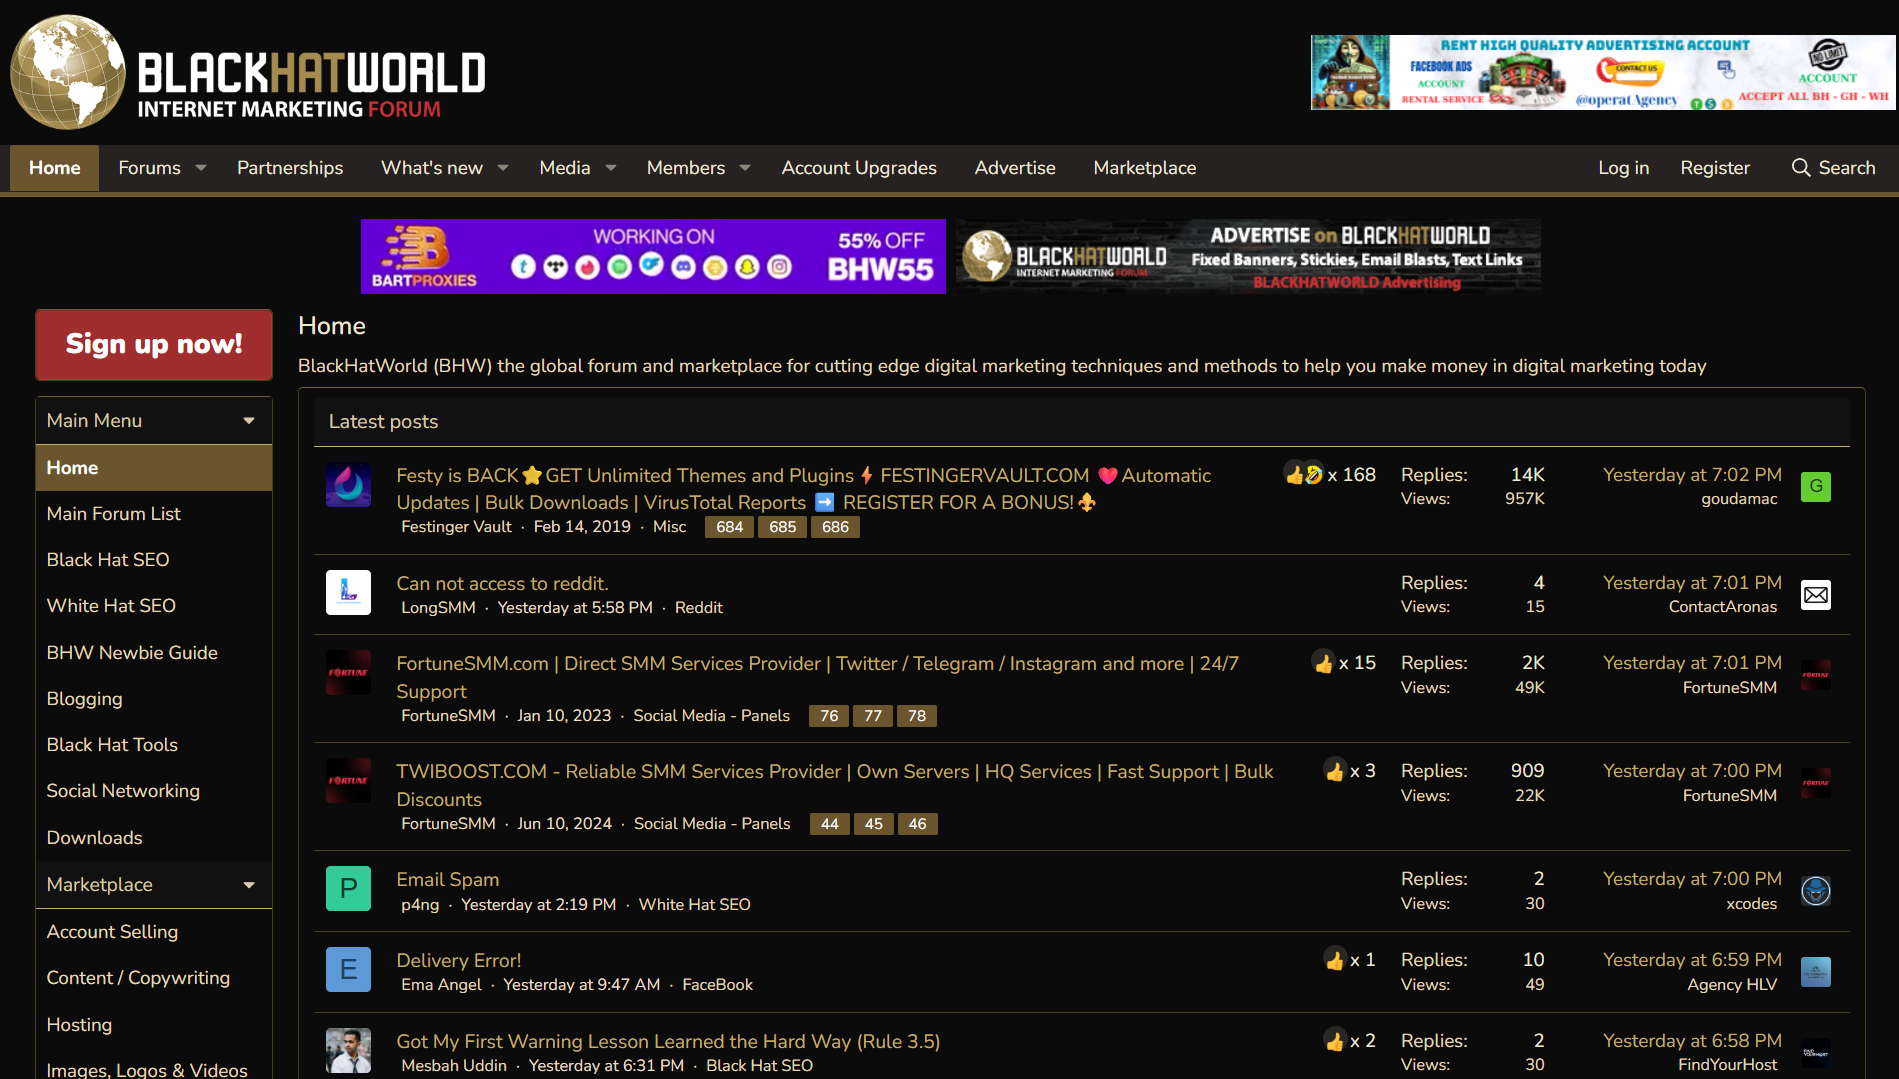 BLACKHATWORLD
INTERNET MARKETING FORUM
RENT HIGH QUALITY ADVERTISING ACCOUNT
FACEBOOK ADS
ACCOUNT
RENTAL SERVICE
CONTACT US
@operatAgency
NO LIMIT
ACCOUNT
ACCEPT ALL BH - GH - WH
Home Forums Partnerships What's new Media Members Account Upgrades Advertise Marketplace Log in Register Search
BARTPROXIES
WORKING ON
55% OFF
BHW55
BLACKHATWORLD
INTERNET MARKETING FORUM
ADVERTISE on BLACKHATWORLD
Fixed Banners, Stickies, Email Blasts, Text Links
BLACKHATWORLD Advertising
Sign up now!
Main Menu
Home
Main Forum List
Black Hat SEO
White Hat SEO
BHW Newbie Guide
Blogging
Black Hat Tools
Social Networking
Downloads
Marketplace
Account Selling
Content / Copywriting
Hosting
Images, Logos & Videos
Home
BlackHatWorld (BHW) the global forum and marketplace for cutting edge digital marketing techniques and methods to help you make money in digital marketing today
Latest posts
Festy is BACK⭐GET Unlimited Themes and Plugins⚡FESTINGERVAULT.COM ❤️Automatic
Updates | Bulk Downloads | VirusTotal Reports ➡️ REGISTER FOR A BONUS!⚜️
Festinger Vault · Feb 14, 2019 · Misc 684 685 686
👍🤣 x 168
Replies: 14K
Views: 957K
Yesterday at 7:02 PM
goudamac
G
Can not access to reddit.
LongSMM · Yesterday at 5:58 PM · Reddit
Replies: 4
Views: 15
Yesterday at 7:01 PM
ContactAronas
FORTUNE
FortuneSMM.com | Direct SMM Services Provider | Twitter / Telegram / Instagram and more | 24/7
Support
FortuneSMM · Jan 10, 2023 · Social Media - Panels 76 77 78
👍 x 15
Replies: 2K
Views: 49K
Yesterday at 7:01 PM
FortuneSMM
FORTUNE
FORTUNE
TWIBOOST.COM - Reliable SMM Services Provider | Own Servers | HQ Services | Fast Support | Bulk
Discounts
FortuneSMM · Jun 10, 2024 · Social Media - Panels 44 45 46
👍 x 3
Replies: 909
Views: 22K
Yesterday at 7:00 PM
FortuneSMM
FORTUNE
P
Email Spam
p4ng · Yesterday at 2:19 PM · White Hat SEO
Replies: 2
Views: 30
Yesterday at 7:00 PM
xcodes
E
Delivery Error!
Ema Angel · Yesterday at 9:47 AM · FaceBook
👍 x 1
Replies: 10
Views: 49
Yesterday at 6:59 PM
Agency HLV
Got My First Warning Lesson Learned the Hard Way (Rule 3.5)
Mesbah Uddin · Yesterday at 6:31 PM · Black Hat SEO
👍 x 2
Replies: 2
Views: 30
Yesterday at 6:58 PM
FindYourHost